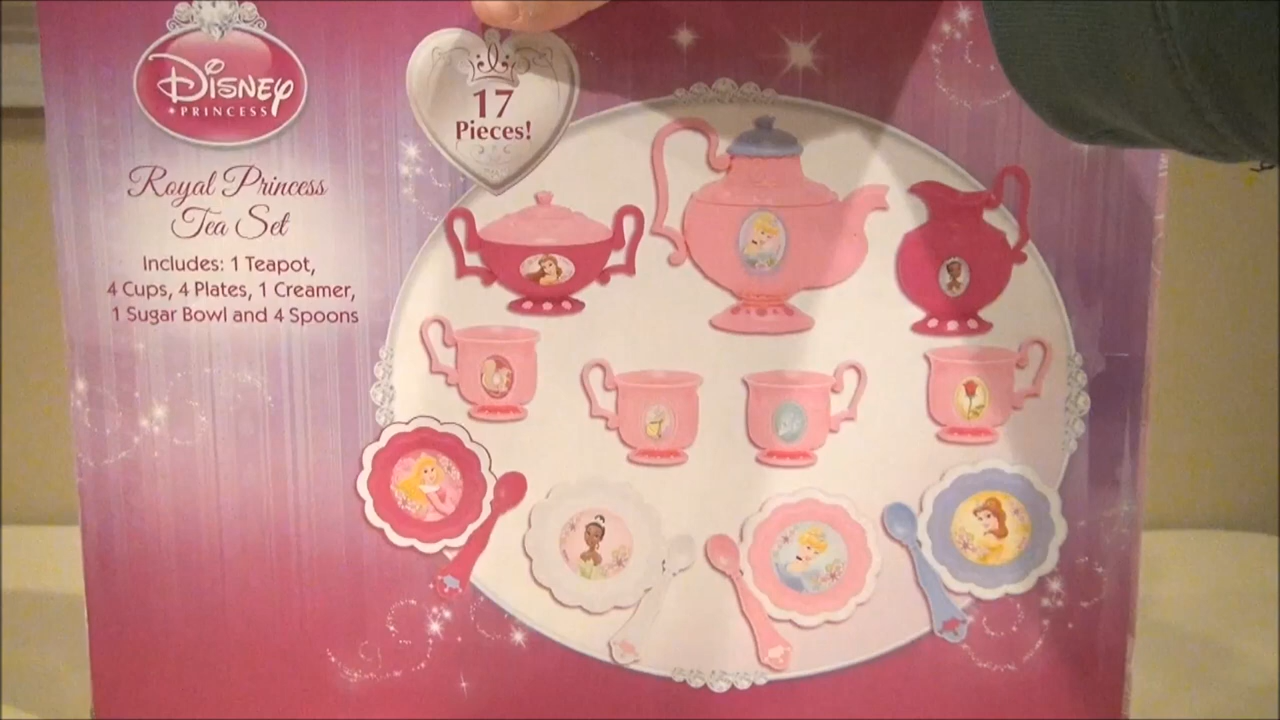 Disney
PRINCESS
17
Pieces!
Royal Princess
Tea Set
Includes: 1 Teapot,
4 Cups, 4 Plates, 1 Creamer,
1 Sugar Bowl and 4 Spoons